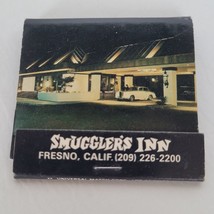 SMUGGLER'S INN
FRESNO, CALIF. (209) 226-2200